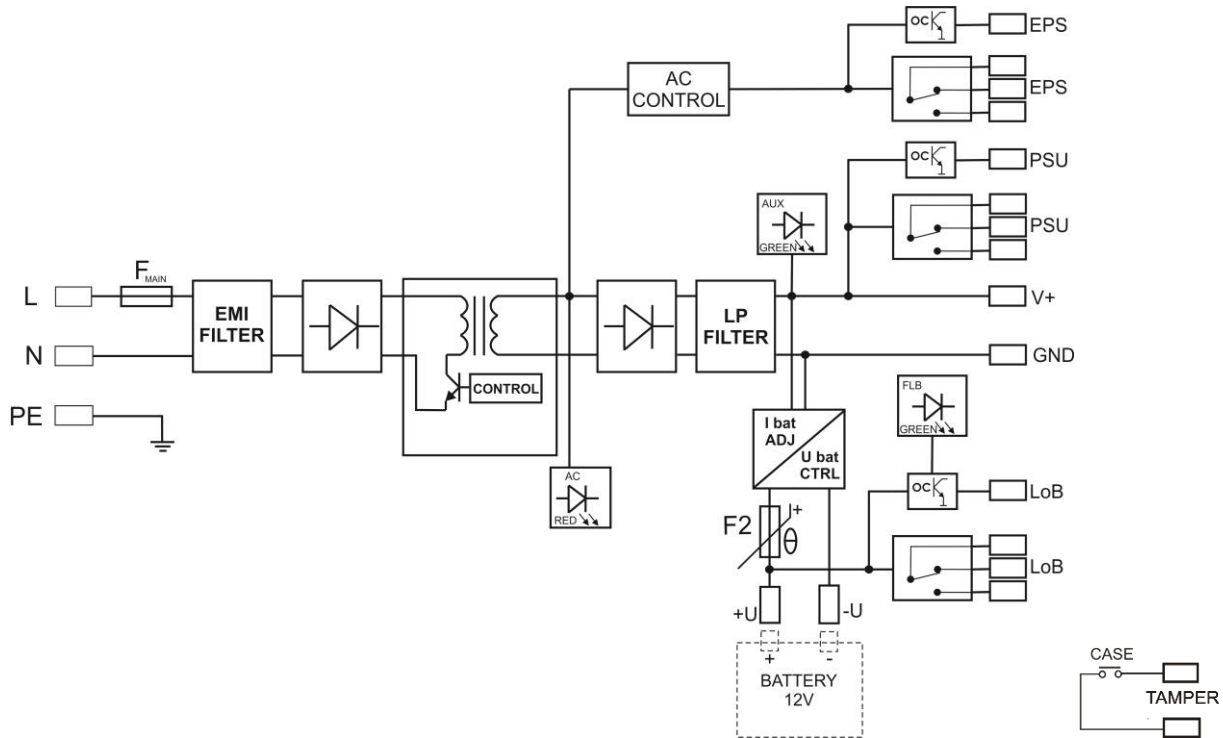 OC
EPS
AC
CONTROL
EPS
OC
PSU
AUX
GREEN
PSU
F MAIN
L
EMI
FILTER
LP
FILTER
V+
N
GND
CONTROL
FLB
GREEN
PE
I bat
ADJ
U bat
CTRL
AC
RED
OC
LoB
F2
I+
θ
LoB
+U
-U
+
-
BATTERY
12V
CASE
TAMPER